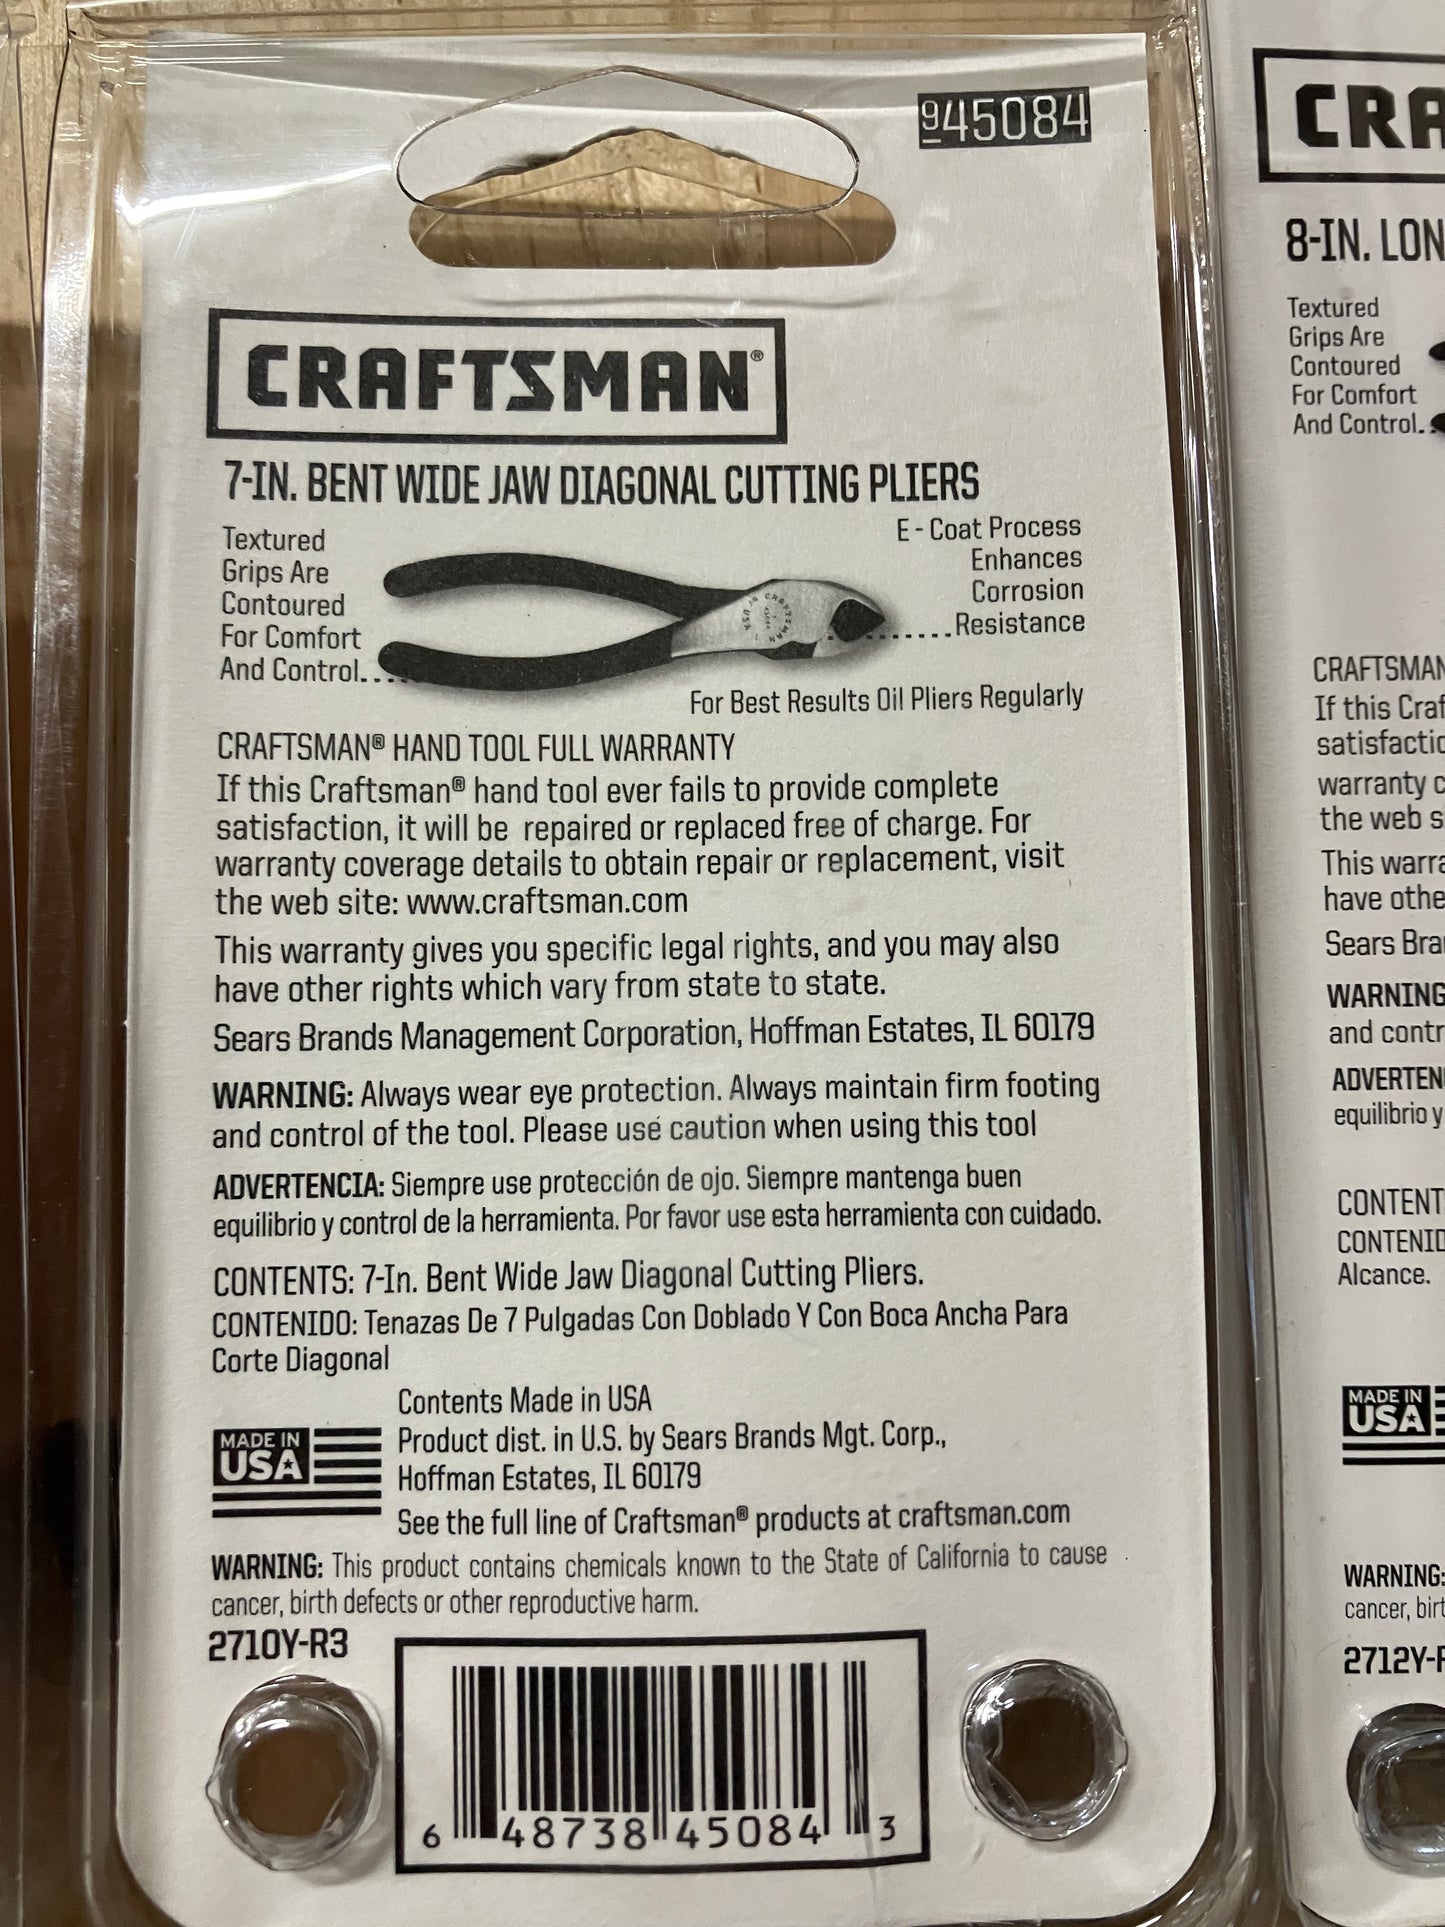 945084
CRAFTSMAN®
7-IN. BENT WIDE JAW DIAGONAL CUTTING PLIERS
Textured
Grips Are
Contoured
For Comfort
And Control....
E - Coat Process
Enhances
Corrosion
Resistance
For Best Results Oil Pliers Regularly
CRAFTSMAN® HAND TOOL FULL WARRANTY
If this Craftsman® hand tool ever fails to provide complete
satisfaction, it will be repaired or replaced free of charge. For
warranty coverage details to obtain repair or replacement, visit
the web site: www.craftsman.com
This warranty gives you specific legal rights, and you may also
have other rights which vary from state to state.
Sears Brands Management Corporation, Hoffman Estates, IL 60179
WARNING: Always wear eye protection. Always maintain firm footing
and control of the tool. Please use caution when using this tool
ADVERTENCIA: Siempre use protección de ojo. Siempre mantenga buen
equilibrio y control de la herramienta. Por favor use esta herramienta con cuidado.
CONTENTS: 7-In. Bent Wide Jaw Diagonal Cutting Pliers.
CONTENIDO: Tenazas De 7 Pulgadas Con Doblado Y Con Boca Ancha Para
Corte Diagonal
MADE IN
USA
Contents Made in USA
Product dist. in U.S. by Sears Brands Mgt. Corp.,
Hoffman Estates, IL 60179
See the full line of Craftsman® products at craftsman.com
WARNING: This product contains chemicals known to the State of California to cause
cancer, birth defects or other reproductive harm.
2710Y-R3
6 48738 45084 3
CRA
8-IN. LON
Textured
Grips Are
Contoured
For Comfort
And Control..
CRAFTSMAN
If this Craf
satisfactio
warranty c
the web s
This warra
have othe
Sears Bra
WARNING
and contr
ADVERTEN
equilibrio y
CONTENT
CONTENID
Alcance.
MADE IN
USA
WARNING:
cancer, birt
2712Y-